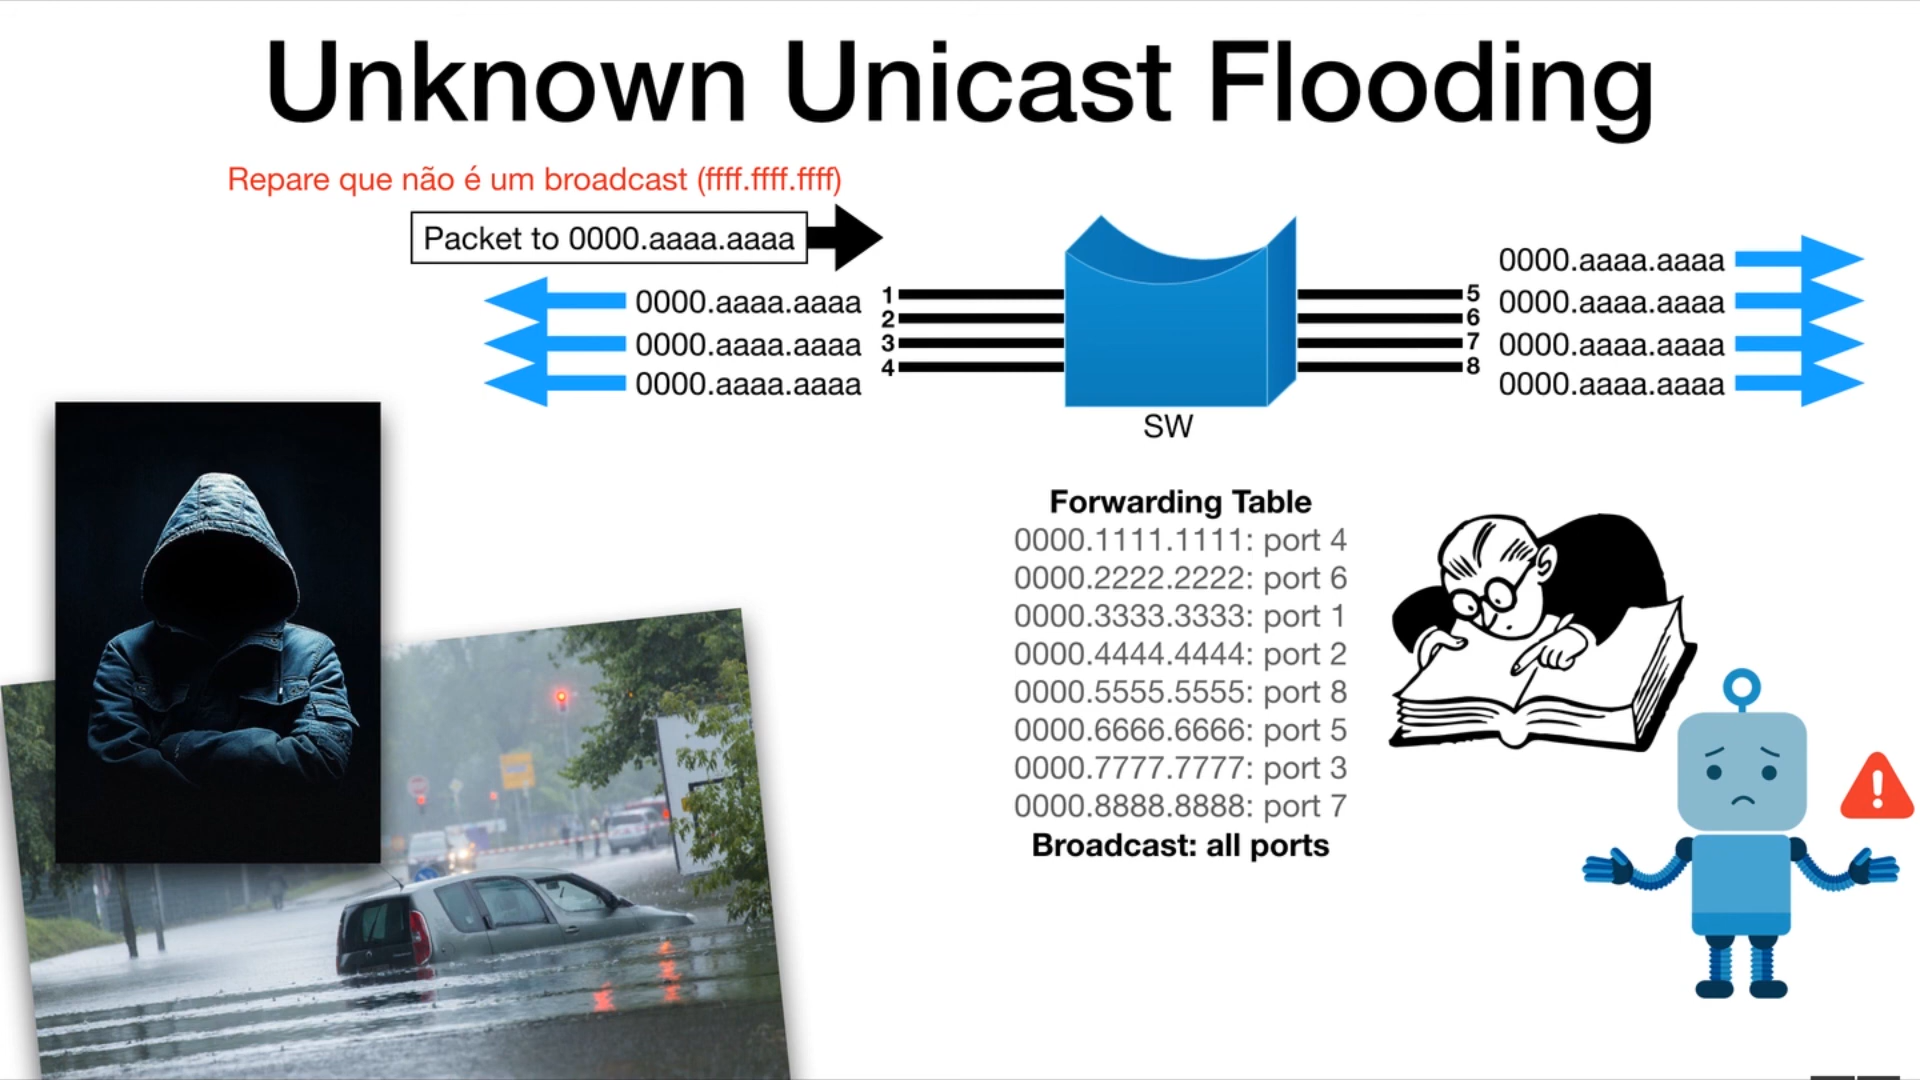 Unknown Unicast Flooding
Repare que não é um broadcast (ffff.ffff.ffff)
Packet to 0000.aaaa.aaaa
0000.aaaa.aaaa
0000.aaaa.aaaa
0000.aaaa.aaaa
1
2
3
4
5
6
7
8
0000.aaaa.aaaa
0000.aaaa.aaaa
0000.aaaa.aaaa
0000.aaaa.aaaa
SW
Forwarding Table
0000.1111.1111: port 4
0000.2222.2222: port 6
0000.3333.3333: port 1
0000.4444.4444: port 2
0000.5555.5555: port 8
0000.6666.6666: port 5
0000.7777.7777: port 3
0000.8888.8888: port 7
Broadcast: all ports